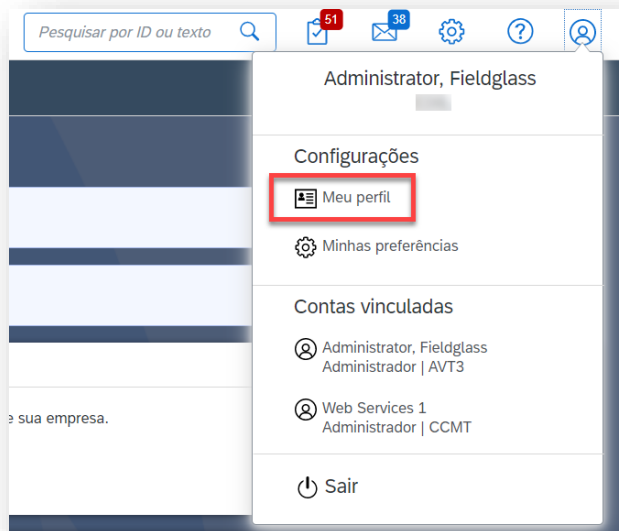 Pesquisar por ID ou texto
51
38
Administrator, Fieldglass
Configurações
Meu perfil
Minhas preferências
Contas vinculadas
Administrator, Fieldglass
Administrador | AVT3
Web Services 1
Administrador | CCMT
e sua empresa.
Sair